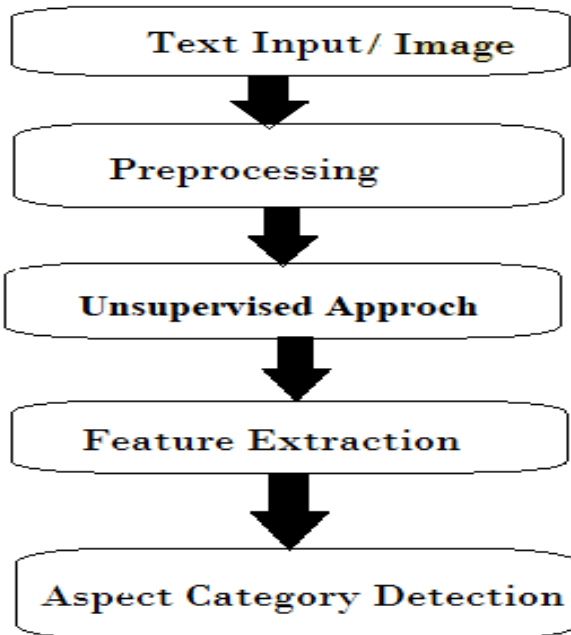 Text Input/ Image
Preprocessing
Unsupervised Approch
Feature Extraction
Aspect Category Detection